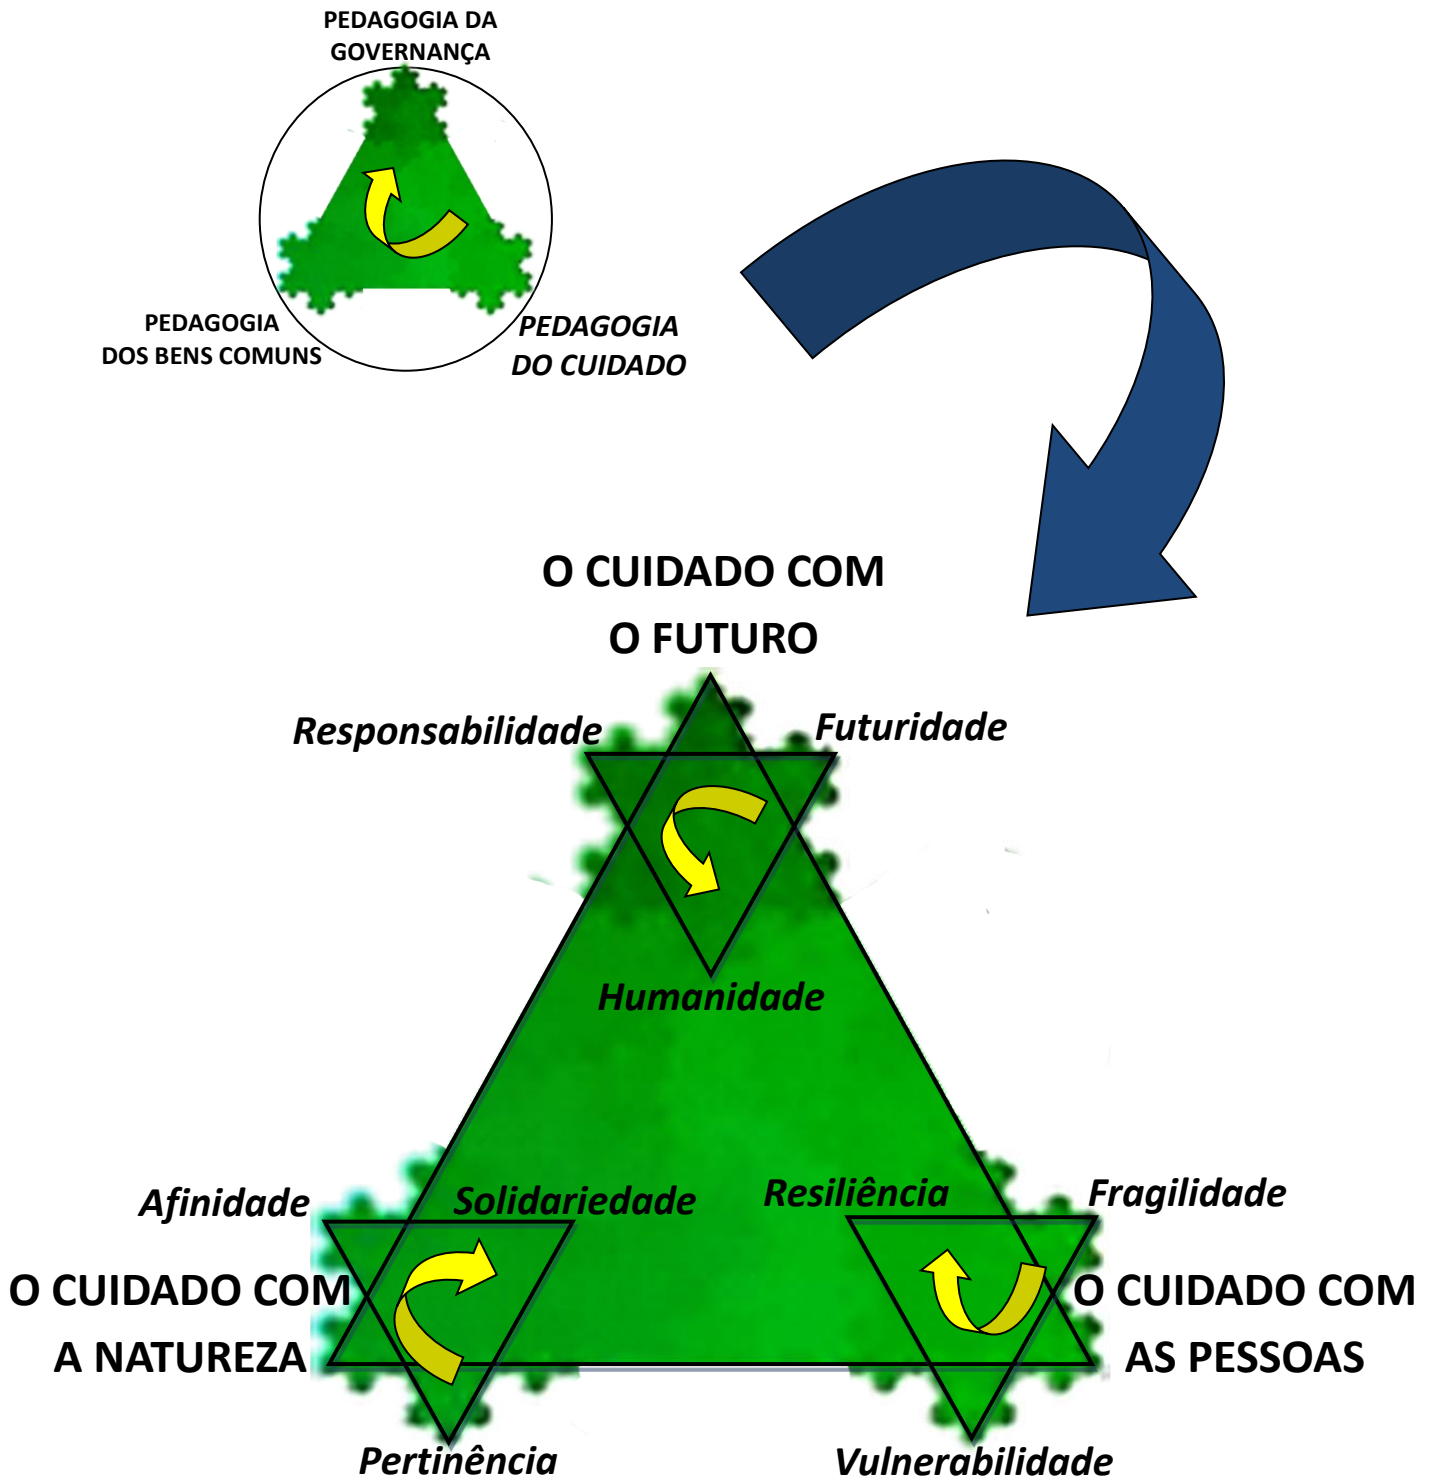 PEDAGOGIA DA
GOVERNANÇA
PEDAGOGIA
DOS BENS COMUNS
PEDAGOGIA
DO CUIDADO
O CUIDADO COM
O FUTURO
Responsabilidade
Futuridade
Humanidade
Afinidade
Solidariedade
Resiliência
Fragilidade
O CUIDADO COM
A NATUREZA
O CUIDADO COM
AS PESSOAS
Pertinência
Vulnerabilidade